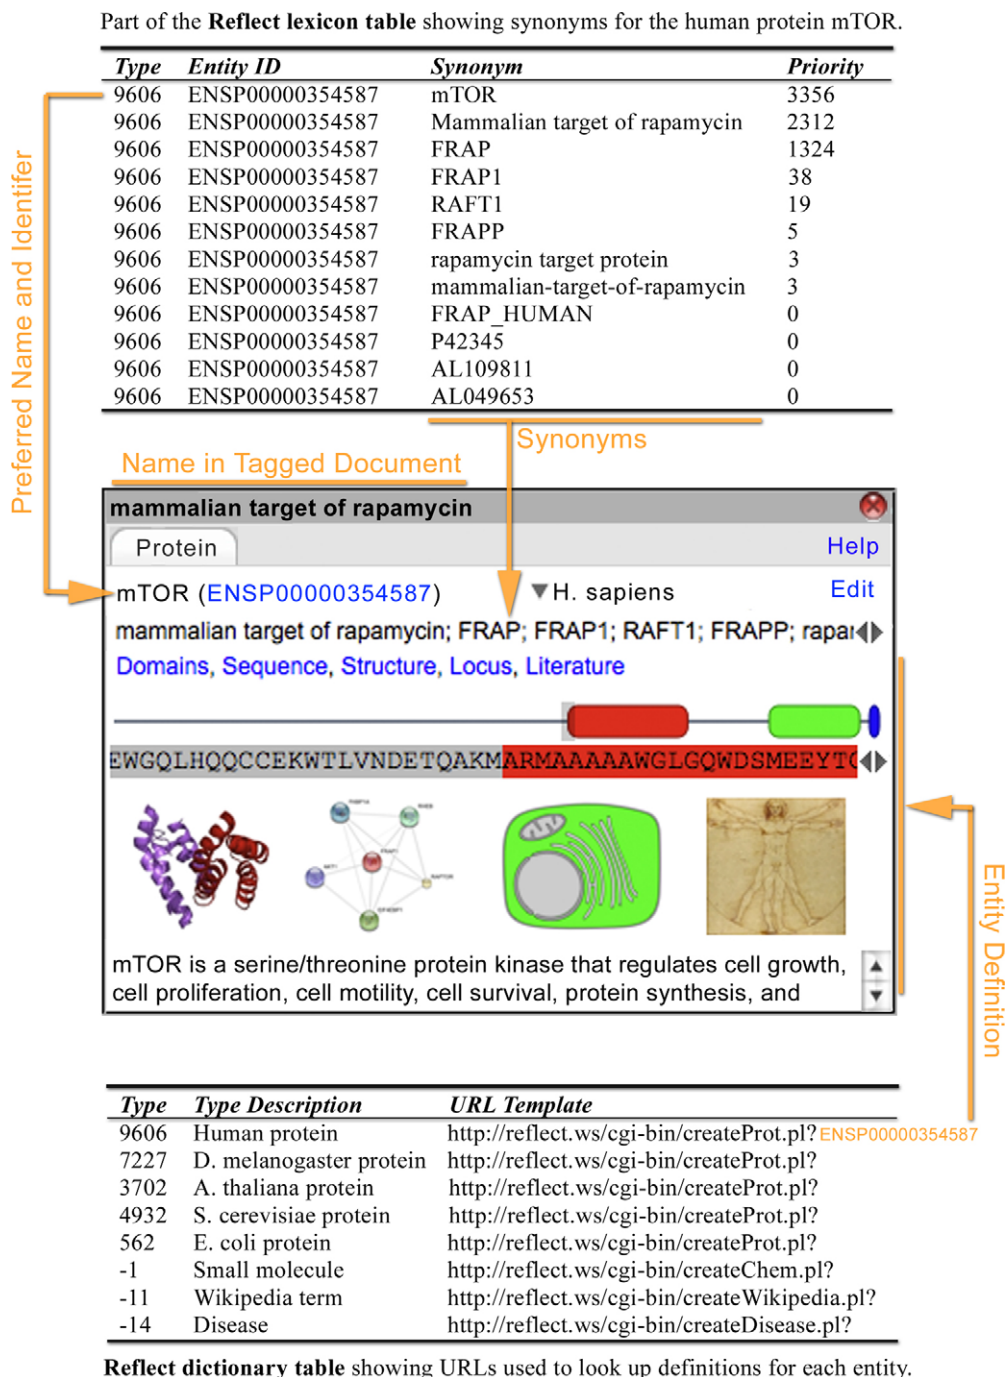 Part of the Reflect lexicon table showing synonyms for the human protein mTOR.
Type Entity ID Synonym Priority
9606 ENSP00000354587 mTOR 3356
9606 ENSP00000354587 Mammalian target of rapamycin 2312
9606 ENSP00000354587 FRAP 1324
9606 ENSP00000354587 FRAP1 38
9606 ENSP00000354587 RAFT1 19
9606 ENSP00000354587 FRAPP 5
9606 ENSP00000354587 rapamycin target protein 3
9606 ENSP00000354587 mammalian-target-of-rapamycin 3
9606 ENSP00000354587 FRAP_HUMAN 0
9606 ENSP00000354587 P42345 0
9606 ENSP00000354587 AL109811 0
9606 ENSP00000354587 AL049653 0
Preferred Name and Identifer
Synonyms
Name in Tagged Document
mammalian target of rapamycin
Protein Help
mTOR (ENSP00000354587) H. sapiens Edit
mammalian target of rapamycin; FRAP; FRAP1; RAFT1; FRAPP; rapar
Domains, Sequence, Structure, Locus, Literature
EWGQLHQQCCEKWTLVNDETQAKMARMAAAAAWGLGQWDSMEEYT
FRAP1
RAPTOR
mTOR is a serine/threonine protein kinase that regulates cell growth,
cell proliferation, cell motility, cell survival, protein synthesis, and
Entity Definition
Type Type Description URL Template
9606 Human protein http://reflect.ws/cgi-bin/createProt.pl?ENSP00000354587
7227 D. melanogaster protein http://reflect.ws/cgi-bin/createProt.pl?
3702 A. thaliana protein http://reflect.ws/cgi-bin/createProt.pl?
4932 S. cerevisiae protein http://reflect.ws/cgi-bin/createProt.pl?
562 E. coli protein http://reflect.ws/cgi-bin/createProt.pl?
-1 Small molecule http://reflect.ws/cgi-bin/createChem.pl?
-11 Wikipedia term http://reflect.ws/cgi-bin/createWikipedia.pl?
-14 Disease http://reflect.ws/cgi-bin/createDisease.pl?
Reflect dictionary table showing URLs used to look up definitions for each entity.